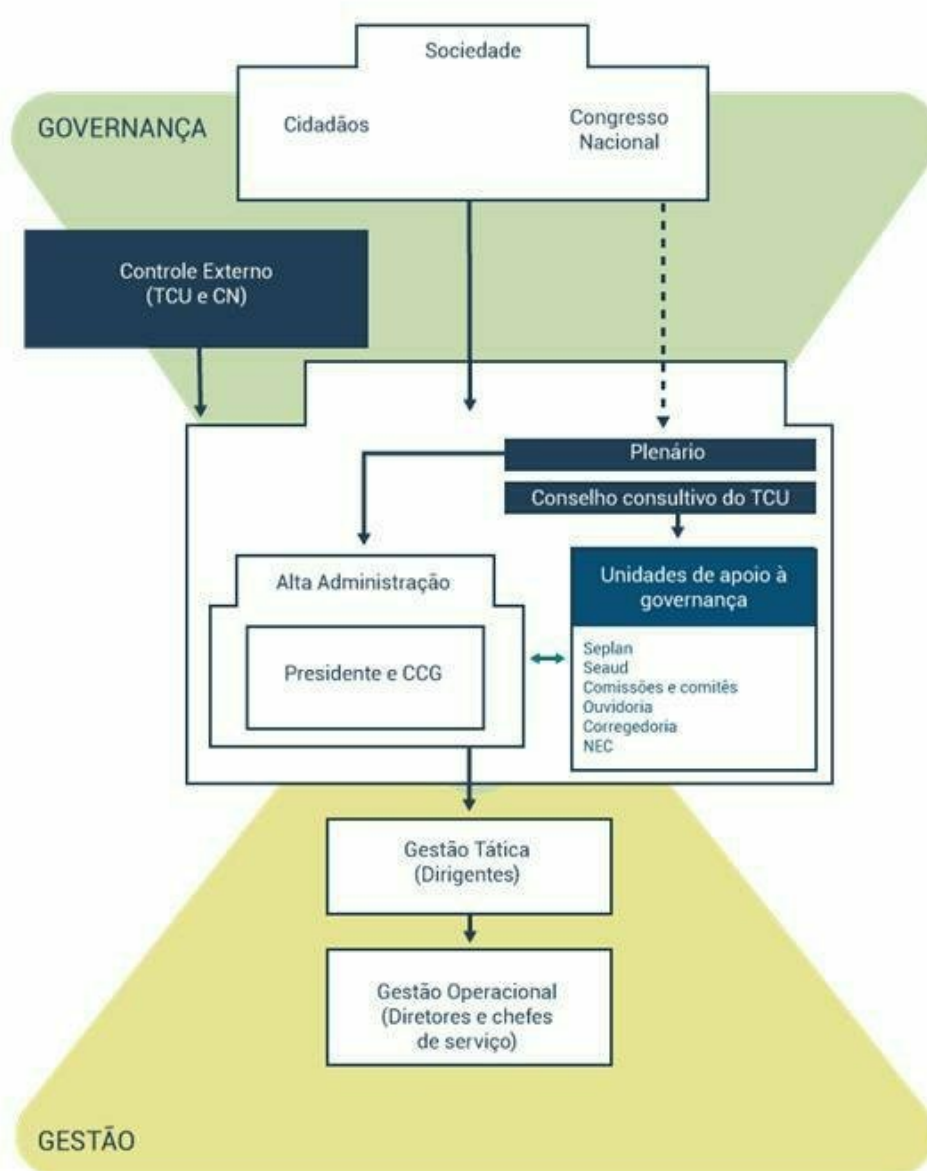 Sociedade
GOVERNANÇA
Cidadãos
Congresso
Nacional
Controle Externo
(TCU e CN)
Plenário
Conselho consultivo do TCU
Alta Administração
Presidente e CCG
Unidades de apoio à
governança
Seplan
Seaud
Comissões e comitês
Ouvidoria
Corregedoria
NEC
Gestão Tática
(Dirigentes)
Gestão Operacional
(Diretores e chefes
de serviço)
GESTÃO